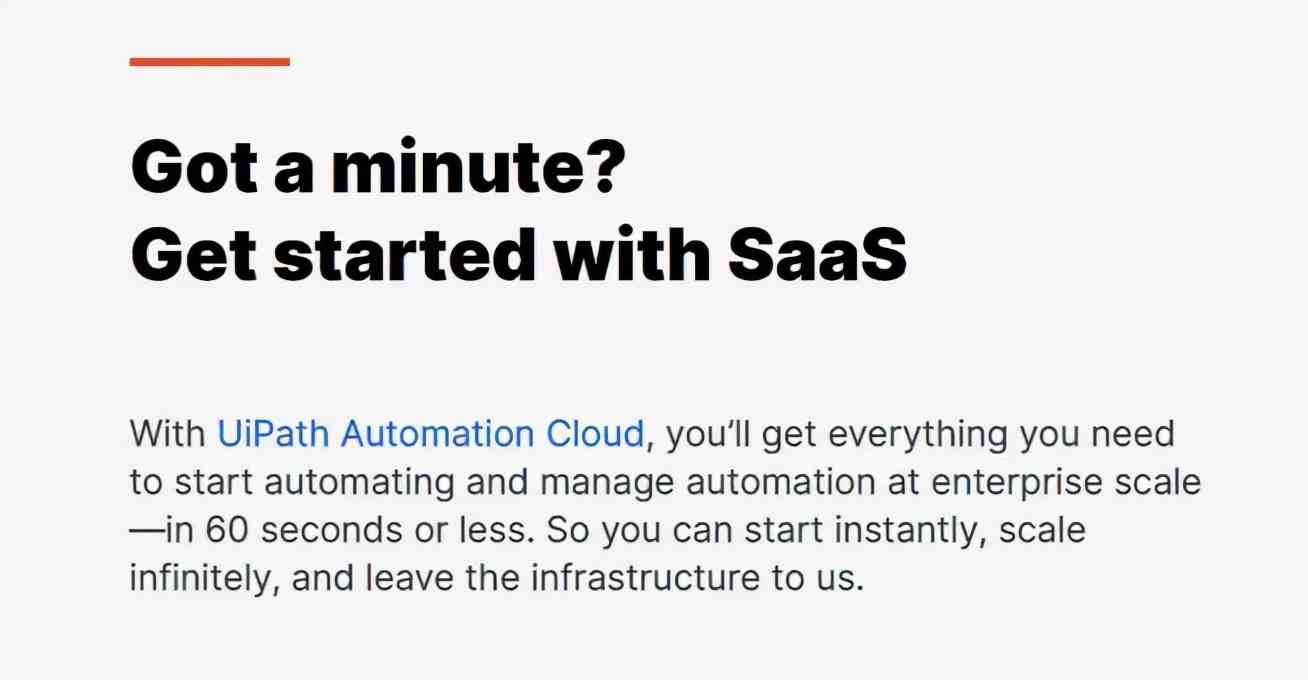 Got a minute?
Get started with SaaS
With UiPath Automation Cloud, you’ll get everything you need
to start automating and manage automation at enterprise scale
—in 60 seconds or less. So you can start instantly, scale
infinitely, and leave the infrastructure to us.